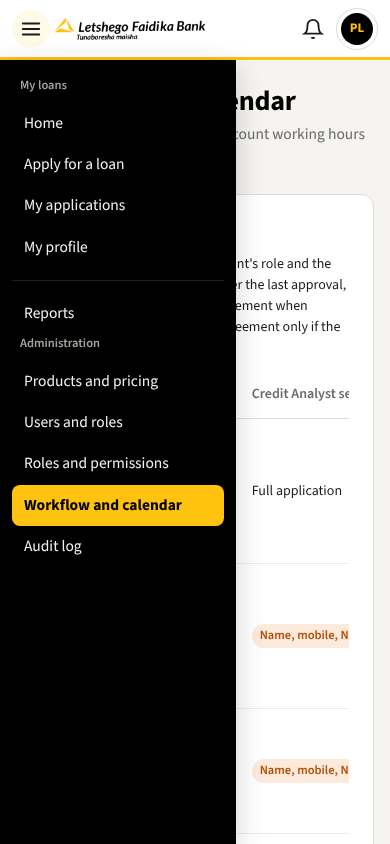 Letshego Faidika Bank
Tunaboresha maisha
PL
My loans
Home
Apply for a loan
My applications
My profile
Reports
Administration
Products and pricing
Users and roles
Roles and permissions
Workflow and calendar
Audit log
endar
count working hours
nt's role and the
er the last approval,
ement when
eement only if the
Credit Analyst se
Full application
Name, mobile, N
Name, mobile, N